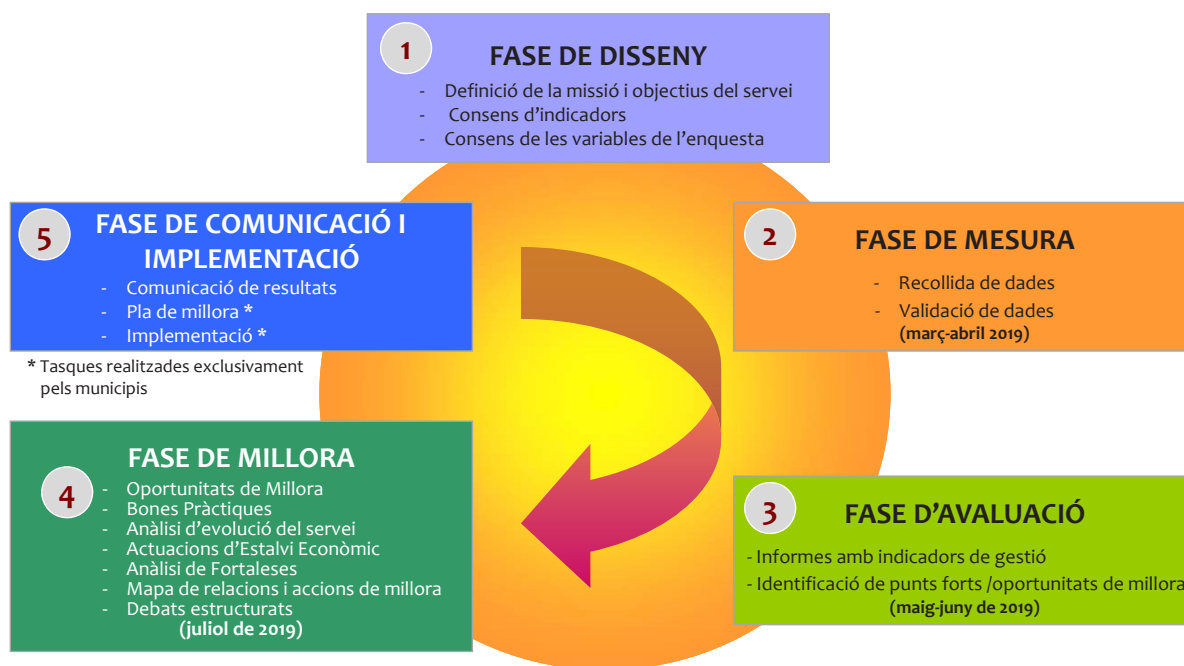 1
FASE DE DISSENY
- Definició de la missió i objectius del servei
- Consens d'indicadors
- Consens de les variables de l'enquesta
2
FASE DE MESURA
- Recollida de dades
- Validació de dades
(març-abril 2019)
3
FASE D'AVALUACIÓ
- Informes amb indicadors de gestió
- Identificació de punts forts /oportunitats de millora
(maig-juny de 2019)
4
FASE DE MILLORA
- Oportunitats de Millora
- Bones Pràctiques
- Anàlisi d'evolució del servei
- Actuacions d'Estalvi Econòmic
- Anàlisi de Fortaleses
- Mapa de relacions i accions de millora
- Debats estructurats
(juliol de 2019)
5
FASE DE COMUNICACIÓ I
IMPLEMENTACIÓ
- Comunicació de resultats
- Pla de millora *
- Implementació *
* Tasques realitzades exclusivament
pels municipis